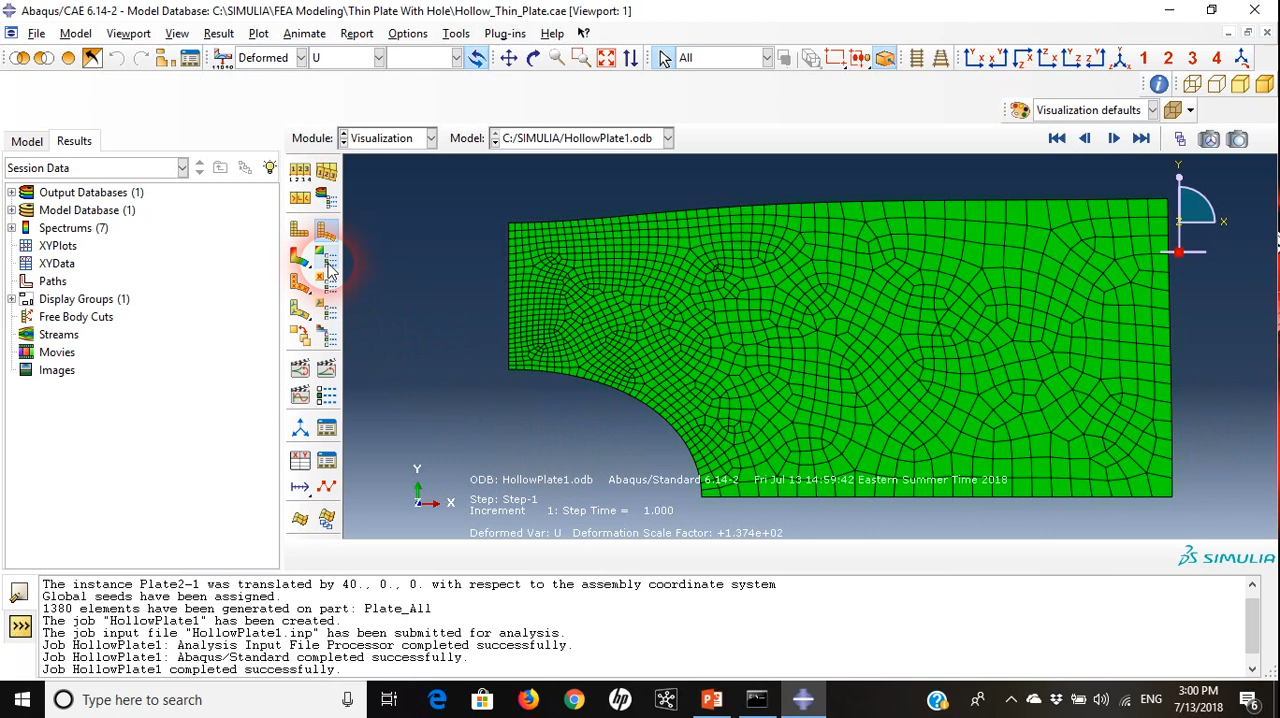 Abaqus/CAE 6.14-2 - Model Database: C:\SIMULIA\FEA Modeling\Thin Plate With Hole\Hollow_Thin_Plate.cae [Viewport: 1]
File Model Viewport View Result Plot Animate Report Options Tools Plug-ins Help ?
Deformed U All 1 2 3 4
Visualization defaults
Model Results Module: Visualization Model: C:/SIMULIA/HollowPlate1.odb
Session Data
Output Databases (1)
Model Database (1)
Spectrums (7)
XYPlots
XYData
Paths
Display Groups (1)
Free Body Cuts
Streams
Movies
Images
Y
X
Z
Y
Z X
ODB: HollowPlate1.odb Abaqus/Standard 6.14-2 Fri Jul 13 14:59:42 Eastern Summer Time 2018
Step: Step-1
Increment 1: Step Time = 1.000
Deformed Var: U Deformation Scale Factor: +1.374e+02
SIMULIA
The instance Plate2-1 was translated by 40., 0., 0. with respect to the assembly coordinate system
Global seeds have been assigned.
1380 elements have been generated on part: Plate_All
The job "HollowPlate1" has been created.
The job input file "HollowPlate1.inp" has been submitted for analysis.
Job HollowPlate1: Analysis Input File Processor completed successfully.
Job HollowPlate1: Abaqus/Standard completed successfully.
Job HollowPlate1 completed successfully.
>>>
Type here to search
ENG
3:00 PM
7/13/2018
6